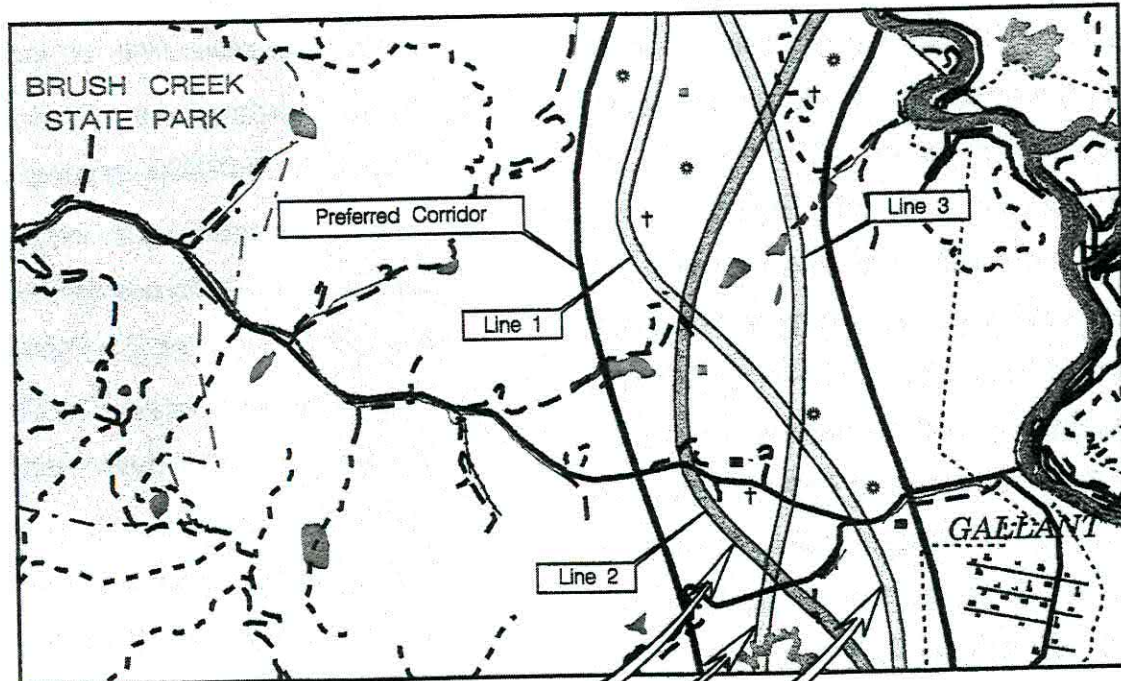 BRUSH CREEK
STATE PARK
Preferred Corridor
Line 3
Line 1
Line 2
GALLANT